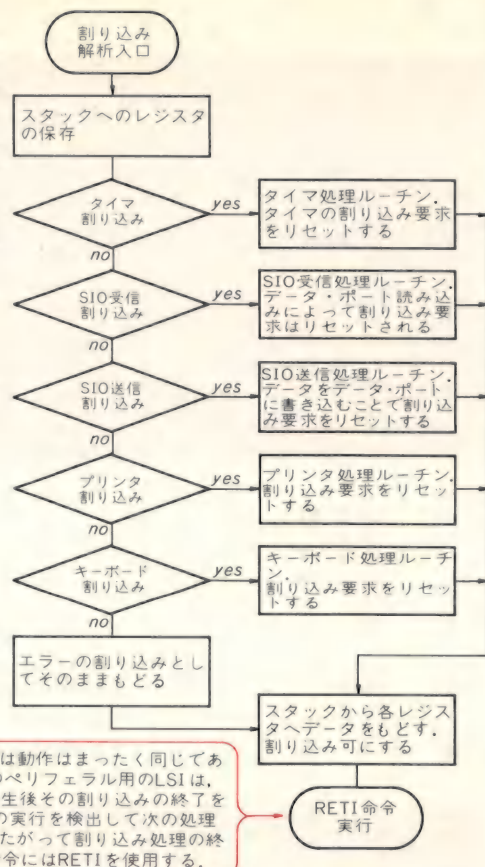 割り込み
解析入口
スタックへのレジスタ
の保存
タイマ
割り込み
yes
タイマ処理ルーチン.
タイマの割り込み要求
をリセットする
no
SIO受信
割り込み
yes
SIO受信処理ルーチン.
データ・ポート読み込
みによって割り込み要
求はリセットされる
no
SIO送信
割り込み
yes
SIO送信処理ルーチン.
データをデータ・ポート
に書き込むことで割り込
み要求をリセットする
no
プリンタ
割り込み
yes
プリンタ処理ルーチン.
割り込み要求をリセッ
トする
no
キーボード
割り込み
yes
キーボード処理ルーチ
ン.
割り込み要求をリセッ
トする
no
エラーの割り込みとし
てそのままもどる
スタックから各レジス
タへデータをもどす.
割り込み可にする
は動作はまったく同じであ
のペリフェラル用のLSIは,
生後その割り込みの終了を
の実行を検出して次の処理
たがって割り込み処理の終
令にはRETIを使用する.
RETI命令
実行